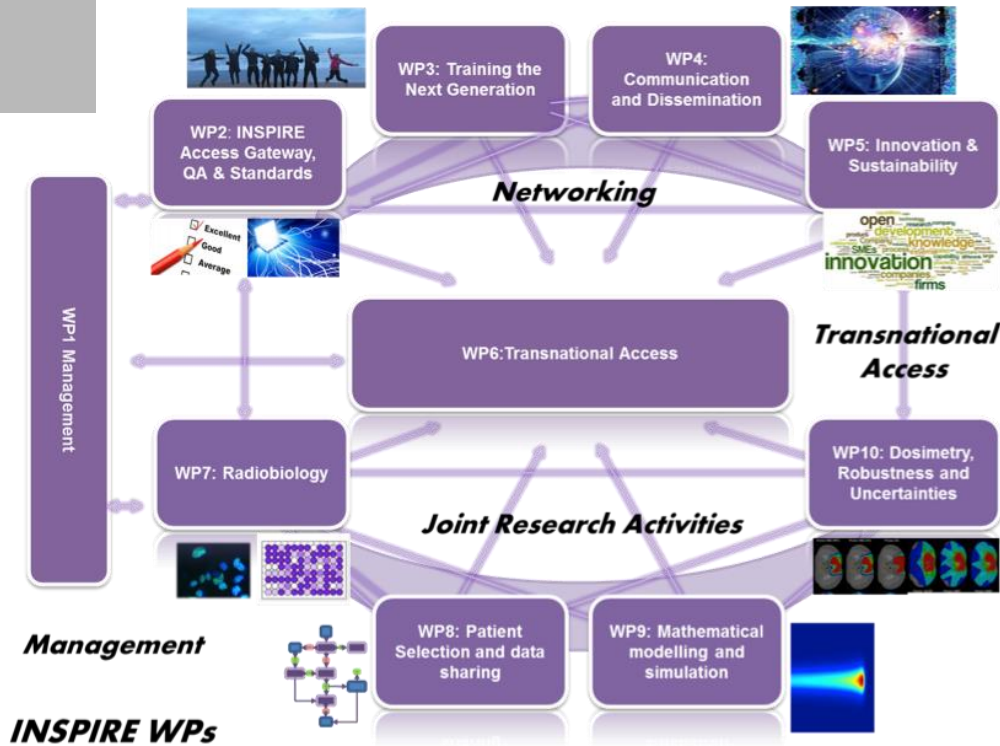 WP3: Training the
Next Generation
WP4:
Communication
and Dissemination
WP2: INSPIRE
Access Gateway,
QA & Standards
WP5: Innovation &
Sustainability
Networking
Excellent
Good
Average
open
development
knowledge
SMEs
innovation
companies
firms
WP1 Management
WP6:Transnational Access
Transnational
Access
WP7: Radiobiology
WP10: Dosimetry,
Robustness and
Uncertainties
Joint Research Activities
WP8: Patient
Selection and data
sharing
WP9: Mathematical
modelling and
simulation
Management
INSPIRE WPs